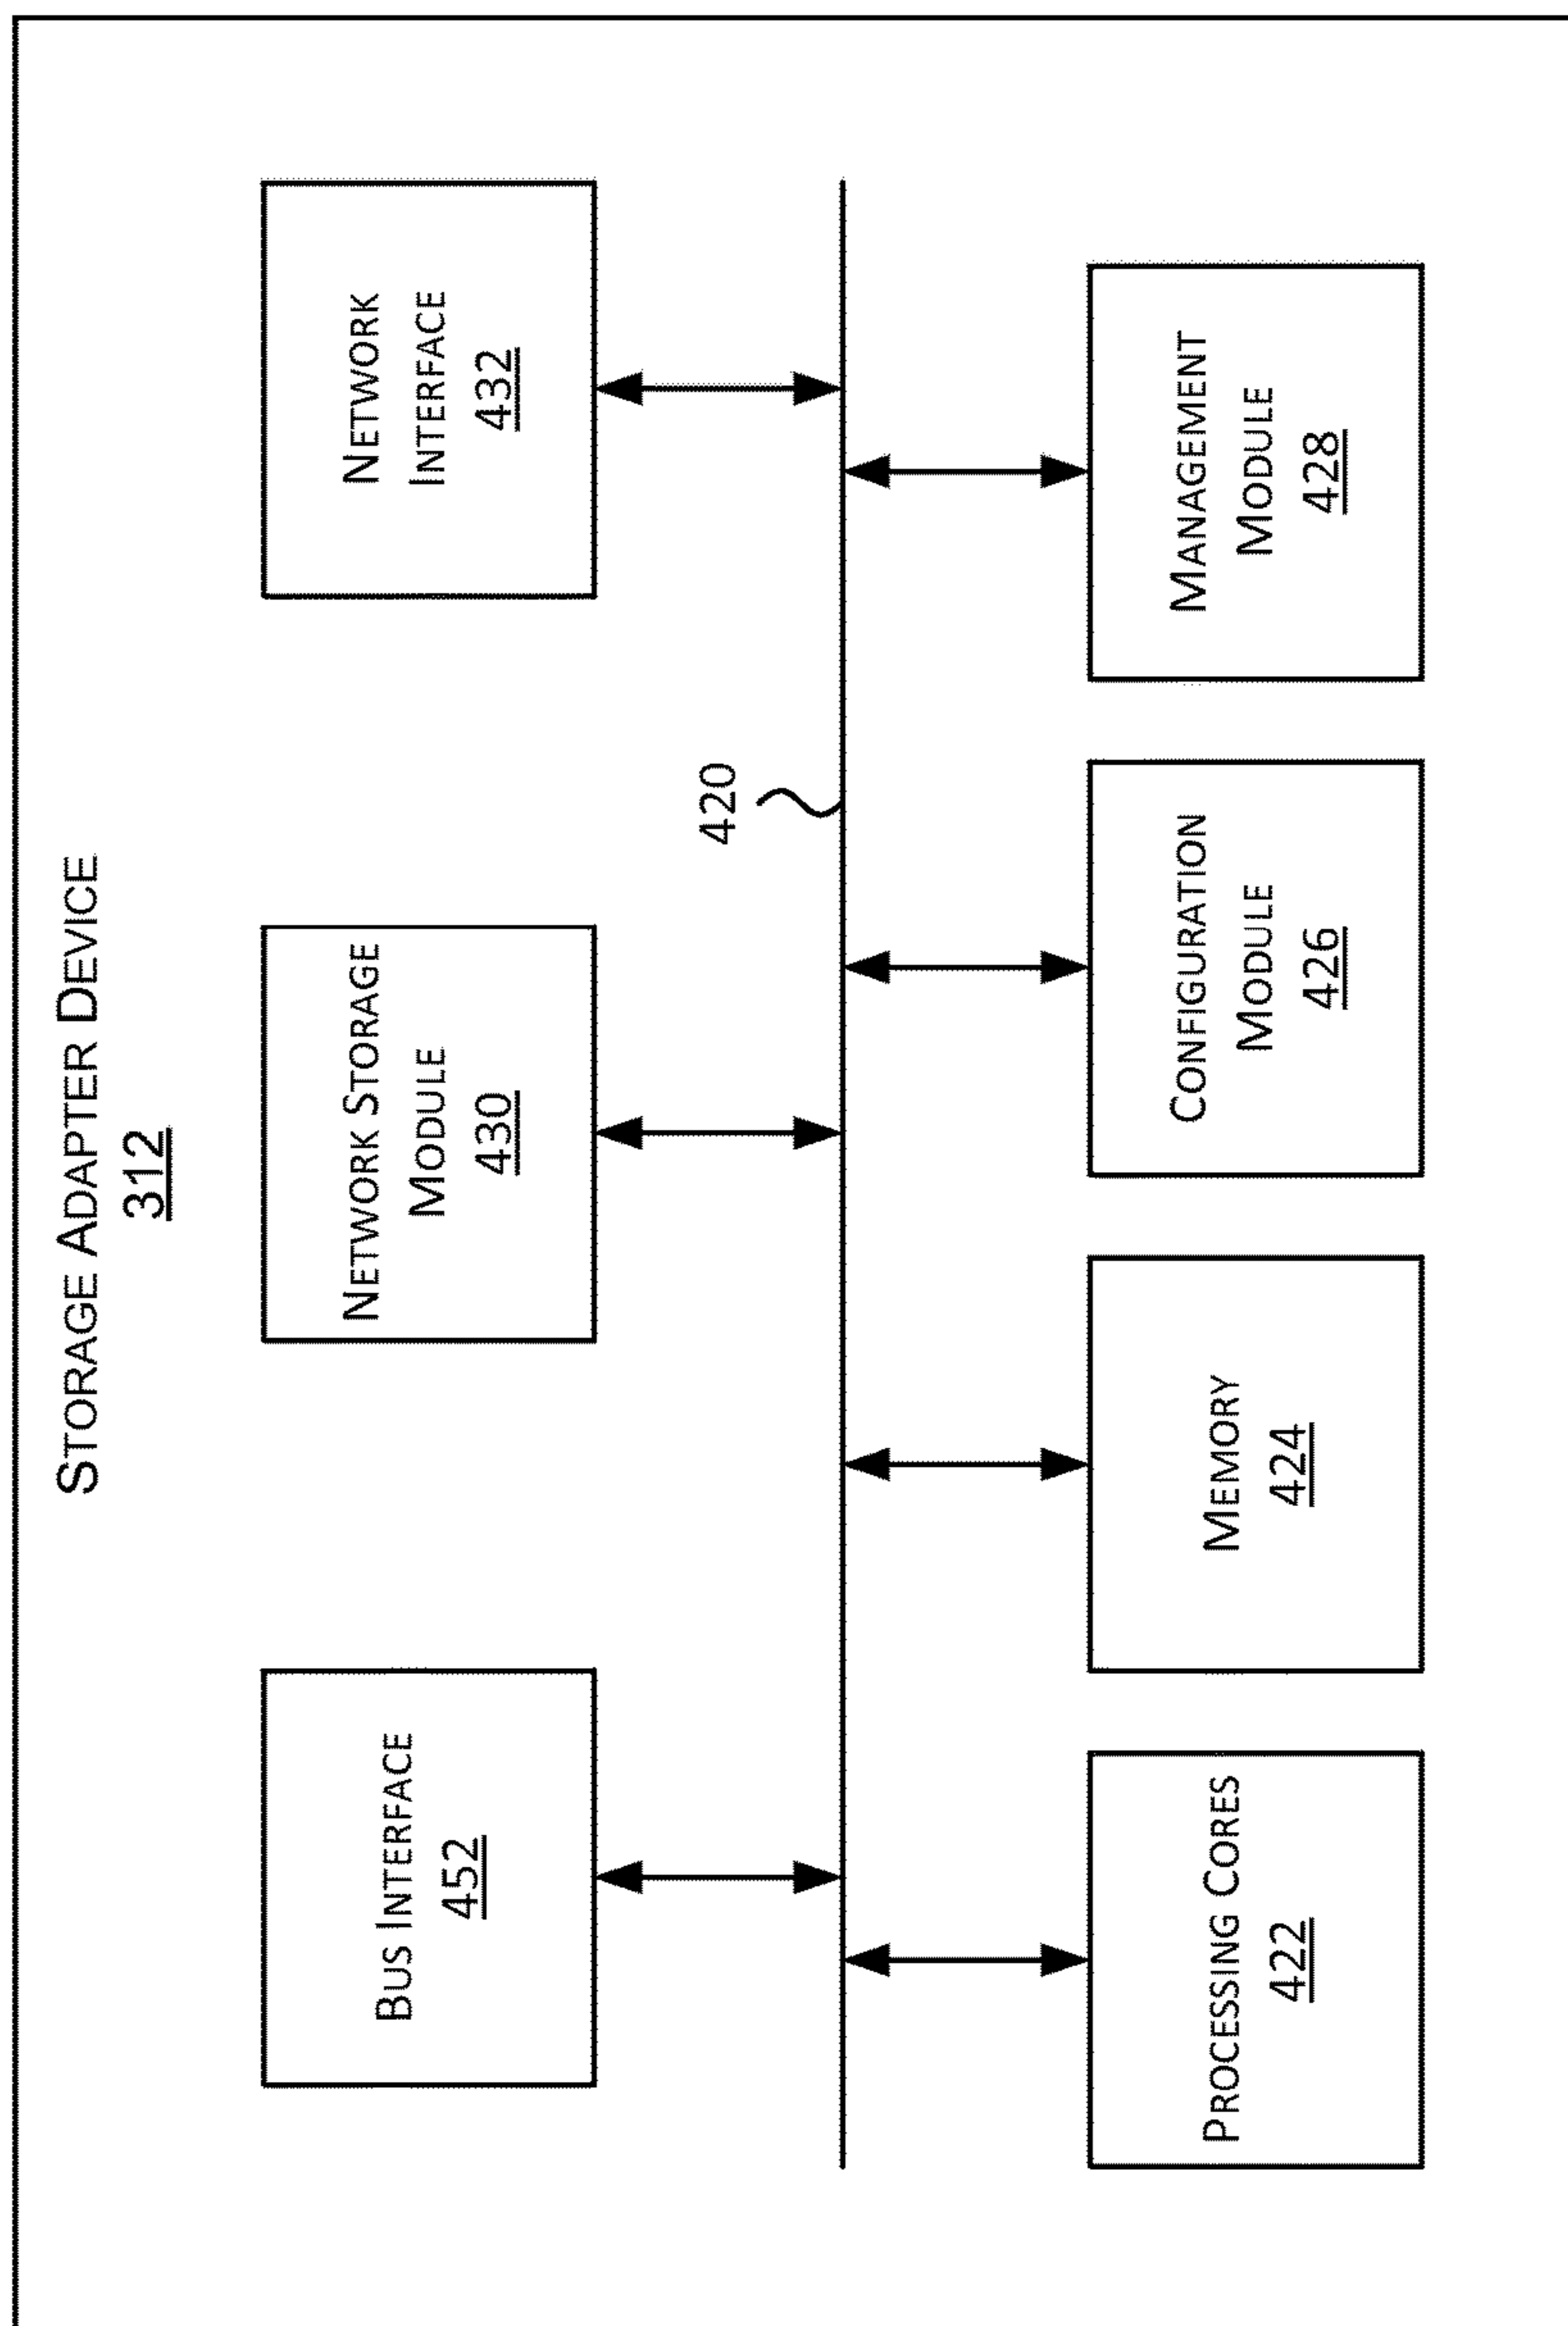 STORAGE ADAPTER DEVICE
312
BUS INTERFACE
452
NETWORK STORAGE
MODULE
430
NETWORK
INTERFACE
432
420
PROCESSING CORES
422
MEMORY
424
CONFIGURATION
MODULE
426
MANAGEMENT
MODULE
428